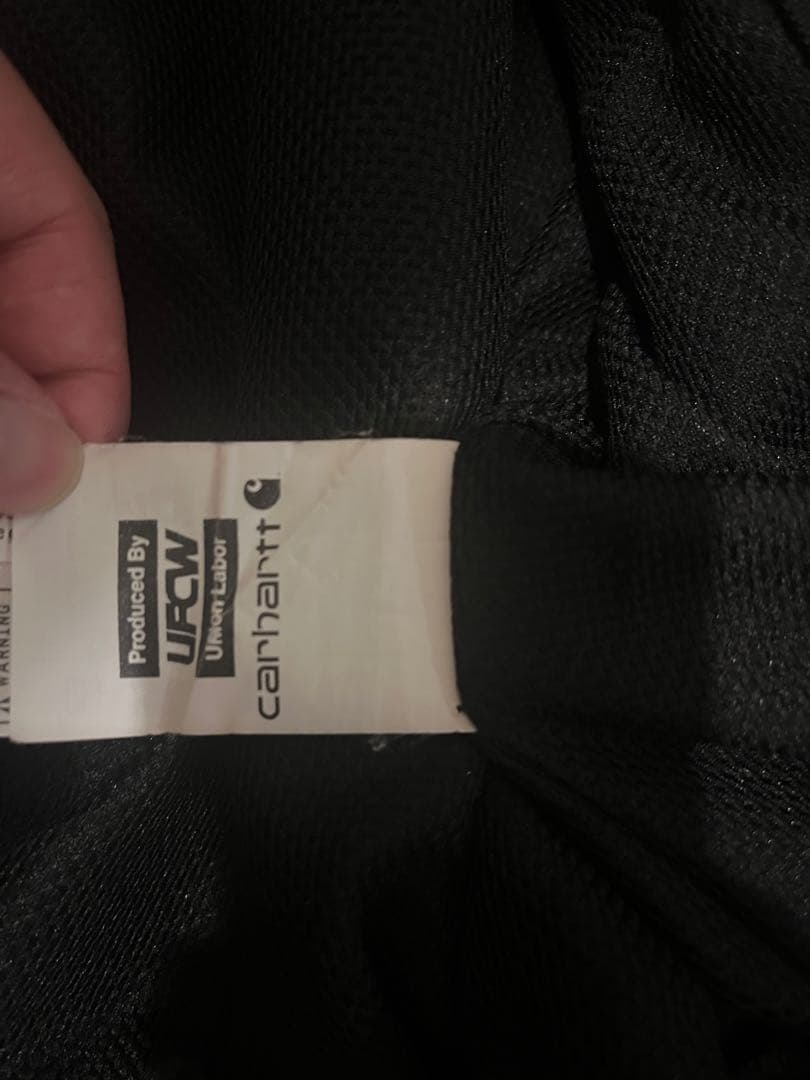 Produced By
UFCW
Union Labor
carhartt
WARNING